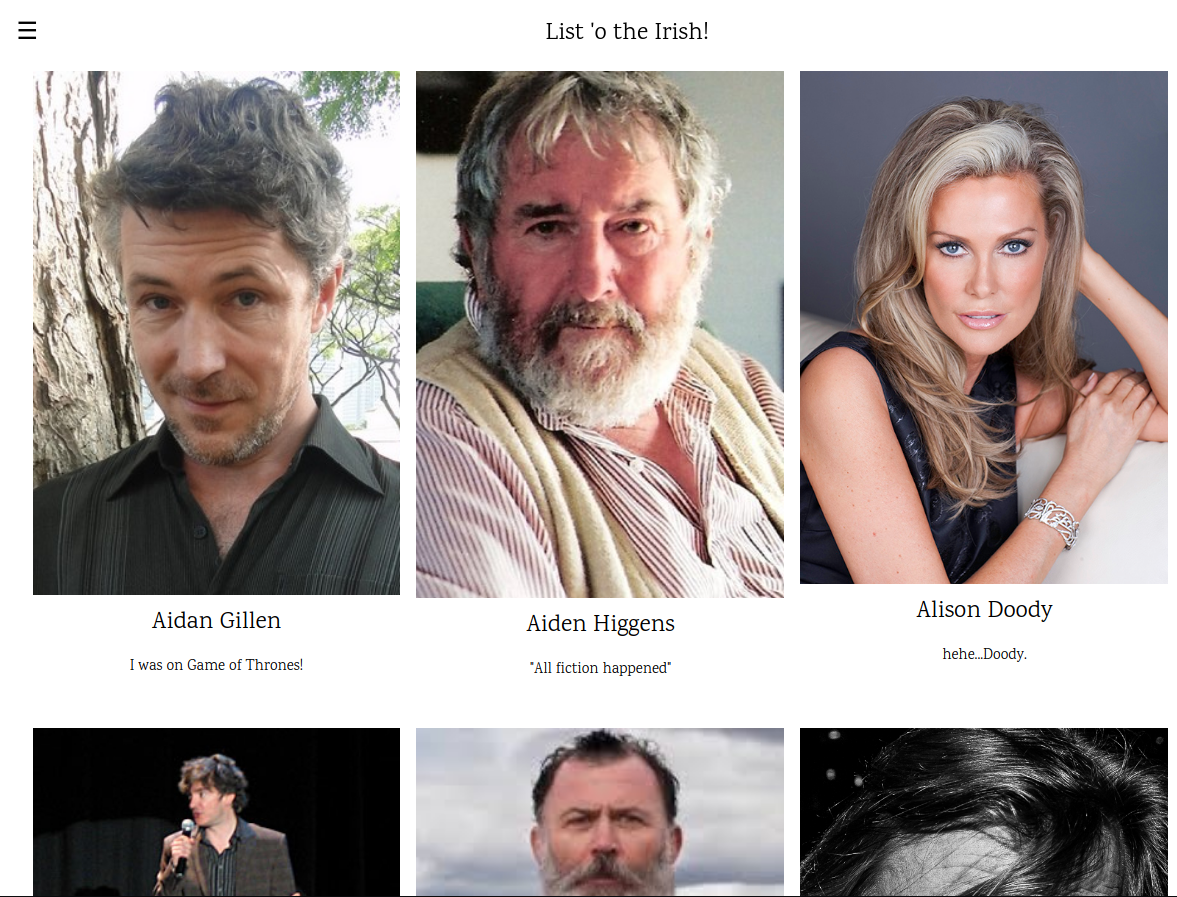 ☰ List 'o the Irish!
Aidan Gillen
I was on Game of Thrones!
Aiden Higgens
"All fiction happened"
Alison Doody
hehe...Doody.